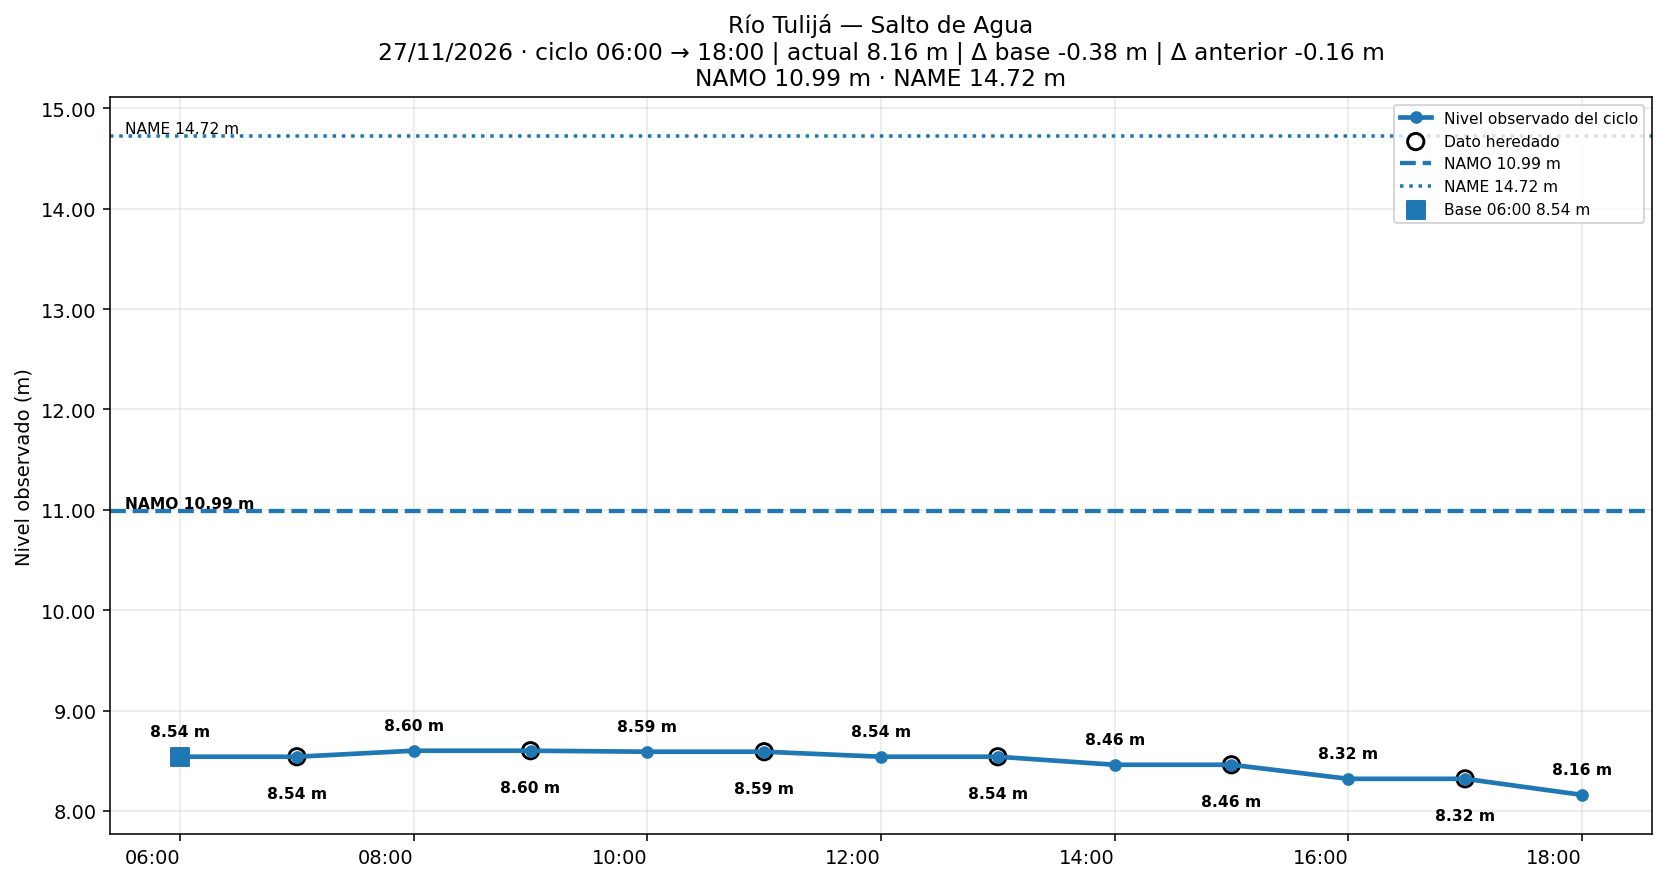 Río Tulijá — Salto de Agua
27/11/2026 · ciclo 06:00 → 18:00 | actual 8.16 m | Δ base -0.38 m | Δ anterior -0.16 m
NAMO 10.99 m · NAME 14.72 m
Nivel observado (m)
15.00
14.00
13.00
12.00
11.00
10.00
9.00
8.00
NAME 14.72 m
NAMO 10.99 m
Nivel observado del ciclo
Dato heredado
NAMO 10.99 m
NAME 14.72 m
Base 06:00 8.54 m
8.54 m
8.54 m
8.60 m
8.60 m
8.59 m
8.59 m
8.54 m
8.54 m
8.46 m
8.46 m
8.32 m
8.32 m
8.16 m
06:00
08:00
10:00
12:00
14:00
16:00
18:00